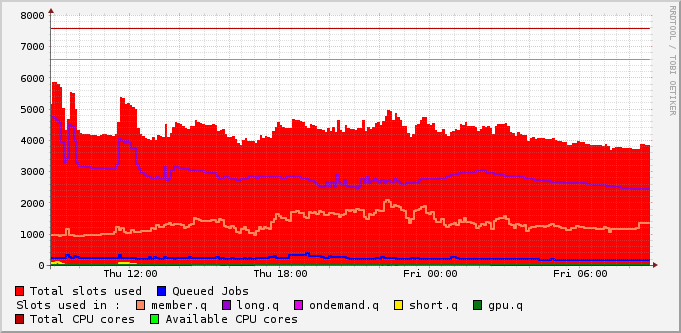 8000
7000
6000
5000
4000
3000
2000
1000
0
Thu 12:00 Thu 18:00 Fri 00:00 Fri 06:00
RRDTOOL / TOBI OETIKER
Total slots used Queued Jobs
Slots used in : member.q long.q ondemand.q short.q gpu.q
Total CPU cores Available CPU cores